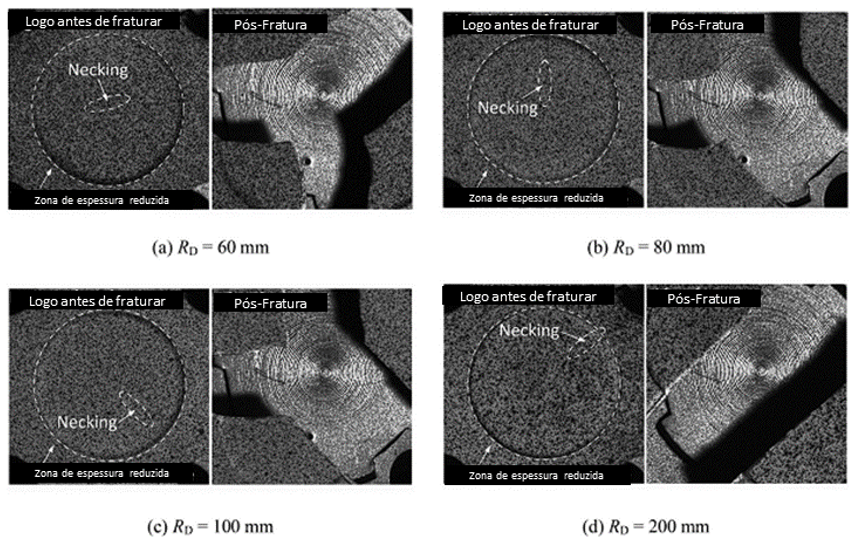 Logo antes de fraturar
Pós-Fratura
Necking
Zona de espessura reduzida
(a) RD = 60 mm
Logo antes de fraturar
Pós-Fratura
Necking
Zona de espessura reduzida
(b) RD = 80 mm
Logo antes de fraturar
Pós-Fratura
Necking
Zona de espessura reduzida
(c) RD = 100 mm
Logo antes de fraturar
Pós-Fratura
Necking
Zona de espessura reduzida
(d) RD = 200 mm